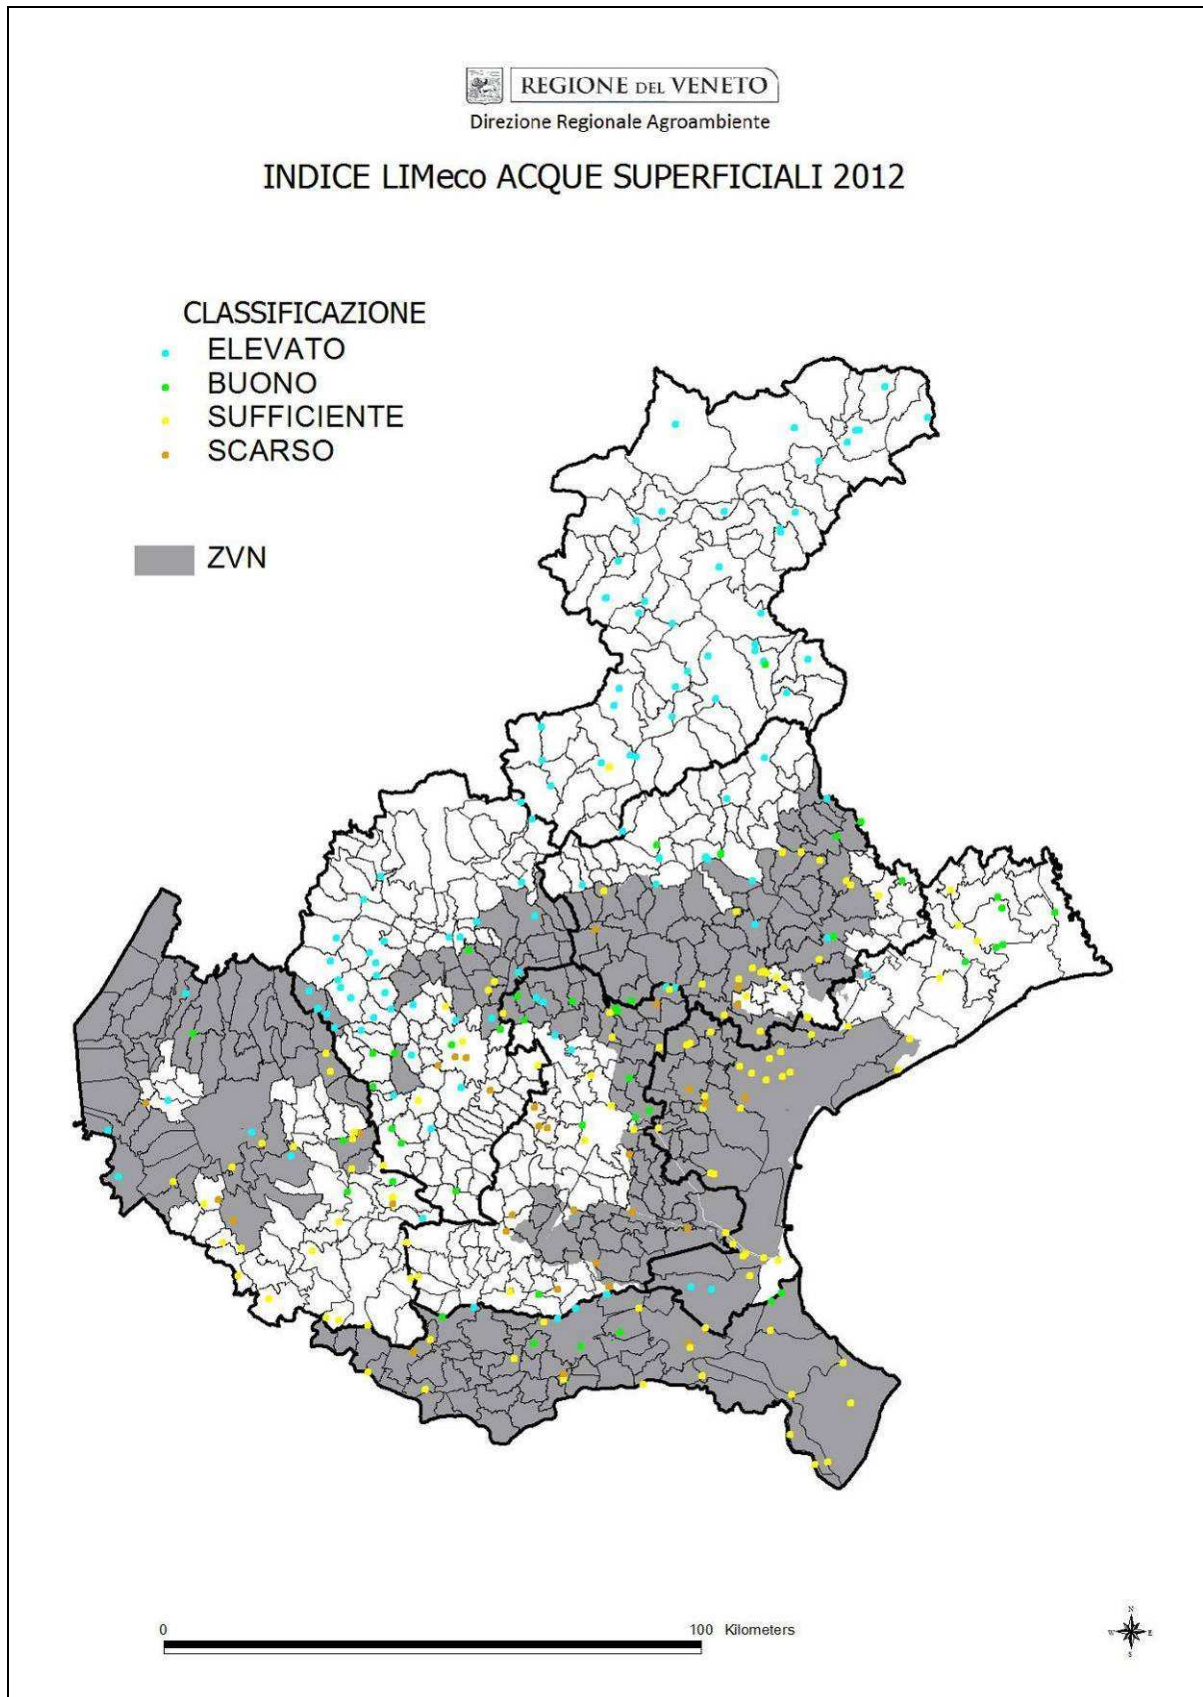 REGIONE DEL VENETO
Direzione Regionale Agroambiente
INDICE LIMeco ACQUE SUPERFICIALI 2012
CLASSIFICAZIONE
ELEVATO
BUONO
SUFFICIENTE
SCARSO
ZVN
0 100 Kilometers
N
W E
S